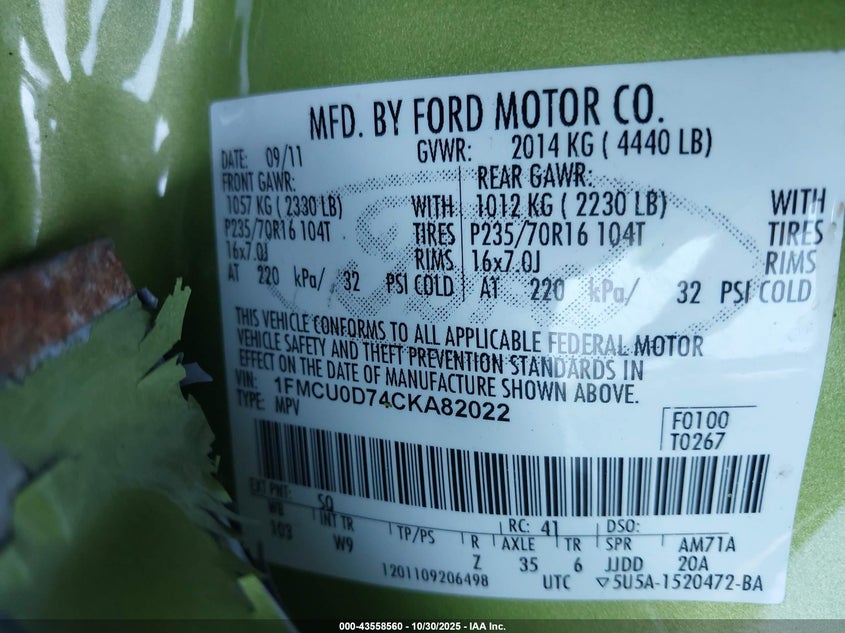 MFD. BY FORD MOTOR CO.
DATE: 09/11 GVWR: 2014 KG ( 4440 LB)
FRONT GAWR: REAR GAWR:
1057 KG ( 2330 LB) WITH 1012 KG ( 2230 LB) WITH
P235/70R16 104T TIRES P235/70R16 104T TIRES
16x7.0J RIMS 16x7.0J RIMS
AT 220 kPa/ 32 PSI COLD AT 220 kPa/ 32 PSI COLD
THIS VEHICLE CONFORMS TO ALL APPLICABLE FEDERAL MOTOR
VEHICLE SAFETY AND THEFT PREVENTION STANDARDS IN
EFFECT ON THE DATE OF MANUFACTURE SHOWN ABOVE.
VIN: 1FMCU0D74CKA82022
TYPE: MPV
F0100
T0267
EXT PNT: SQ RC: 41 DSO:
WB INT TR TP/PS R AXLE TR SPR AM71A
103 W9 Z 35 6 JJDD 20A
1201109206498 UTC ▽5U5A-1520472-BA
000-43558560 - 10/30/2025 - IAA Inc.